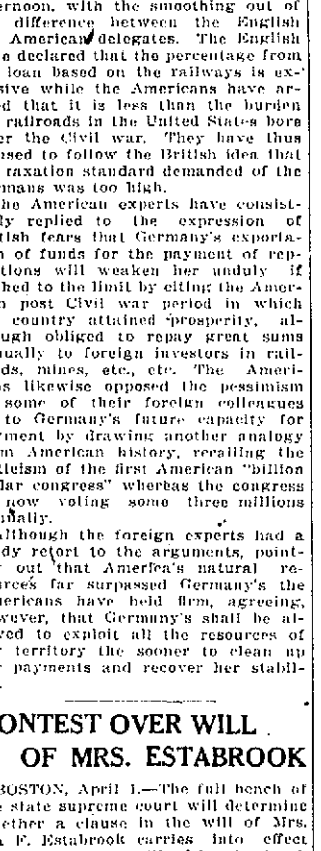 ernoon, with the smoothing out of
difference between the English
American delegates. The English
e declared that the percentage from
loan based on the railways is ex-
sive while the Americans have ar-
d that it is less than the burden
railroads in the United States bore
er the Civil war. They have thus
used to follow the British idea that
raxation standard demanded of the
rmans was too high.
he American experts have consist-
ly replied to the expression of
tish fears that Germany's exporta-
n of funds for the payment of rep-
tions will weaken her unduly if
hed to the limit by citing the Amer-
n post Civil war period in which
country attained prosperity, al-
ugh obliged to repay great sums
nually to foreign investors in rail-
ds, mines, etc., etc. The Ameri-
s likewise opposed the pessimism
some of their foreign colleagues
to Germany's future capacity for
ment by drawing another analogy
m American history, recalling the
ticism of the first American "billion
lar congress" whereas the congress
now voting some three millions
nually.
although the foreign experts had a
dy retort to the arguments, point-
out that America's natural re-
urces far surpassed Germany's the
mericans have held firm, agreeing,
wever, that Germany's shall be al-
ved to exploit all the resources of
territory the sooner to clean up
payments and recover her stabil-
ONTEST OVER WILL
OF MRS. ESTABROOK
BOSTON, April 1.—The full bench of
e state supreme court will determine
ether a clause in the will of Mrs.
F. Estabrook carries into effect